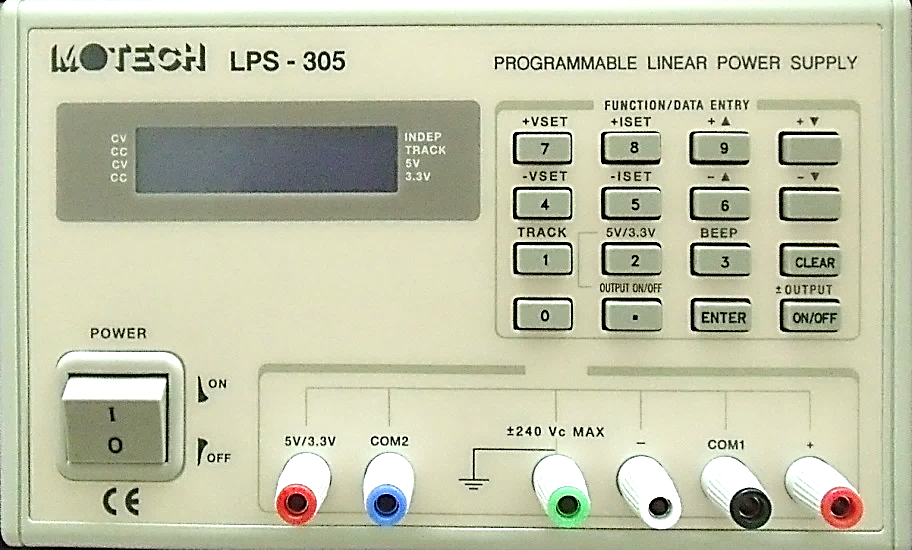 MOTECH LPS - 305
PROGRAMMABLE LINEAR POWER SUPPLY
CV
CC
CV
CC
INDEP
TRACK
5V
3.3V
FUNCTION/DATA ENTRY
+VSET +ISET + ▲ + ▼
7 8 9
-VSET -ISET - ▲ - ▼
4 5 6
TRACK 5V/3.3V BEEP
1 2 3 CLEAR
OUTPUT ON/OFF ± OUTPUT
0 . ENTER ON/OFF
POWER
I
O
ON
OFF
CE
5V/3.3V COM2 ±240 Vc MAX - COM1 +